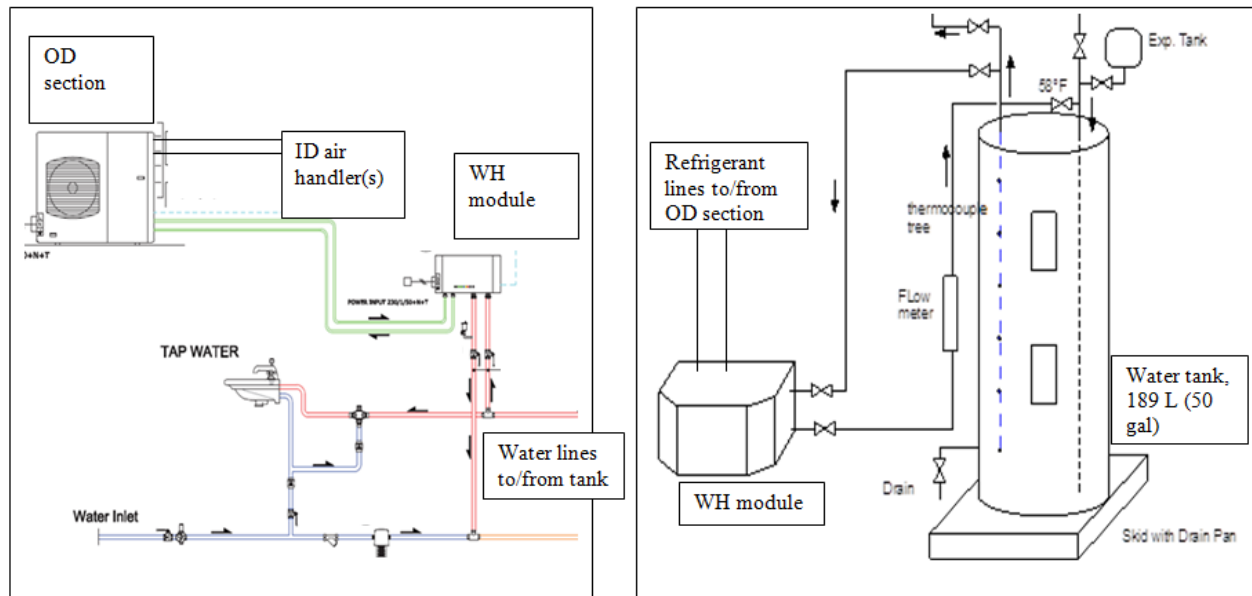 OD
section
ID air
handler(s)
WH
module
POWER INPUT 230/1/50+N+T
TAP WATER
Water lines
to/from tank
Water Inlet
Exp. Tank
58°F
Refrigerant
lines to/from
OD section
thermocouple
tree
FLow
meter
Water tank,
189 L (50
gal)
Drain
WH module
Skid with Drain Pan